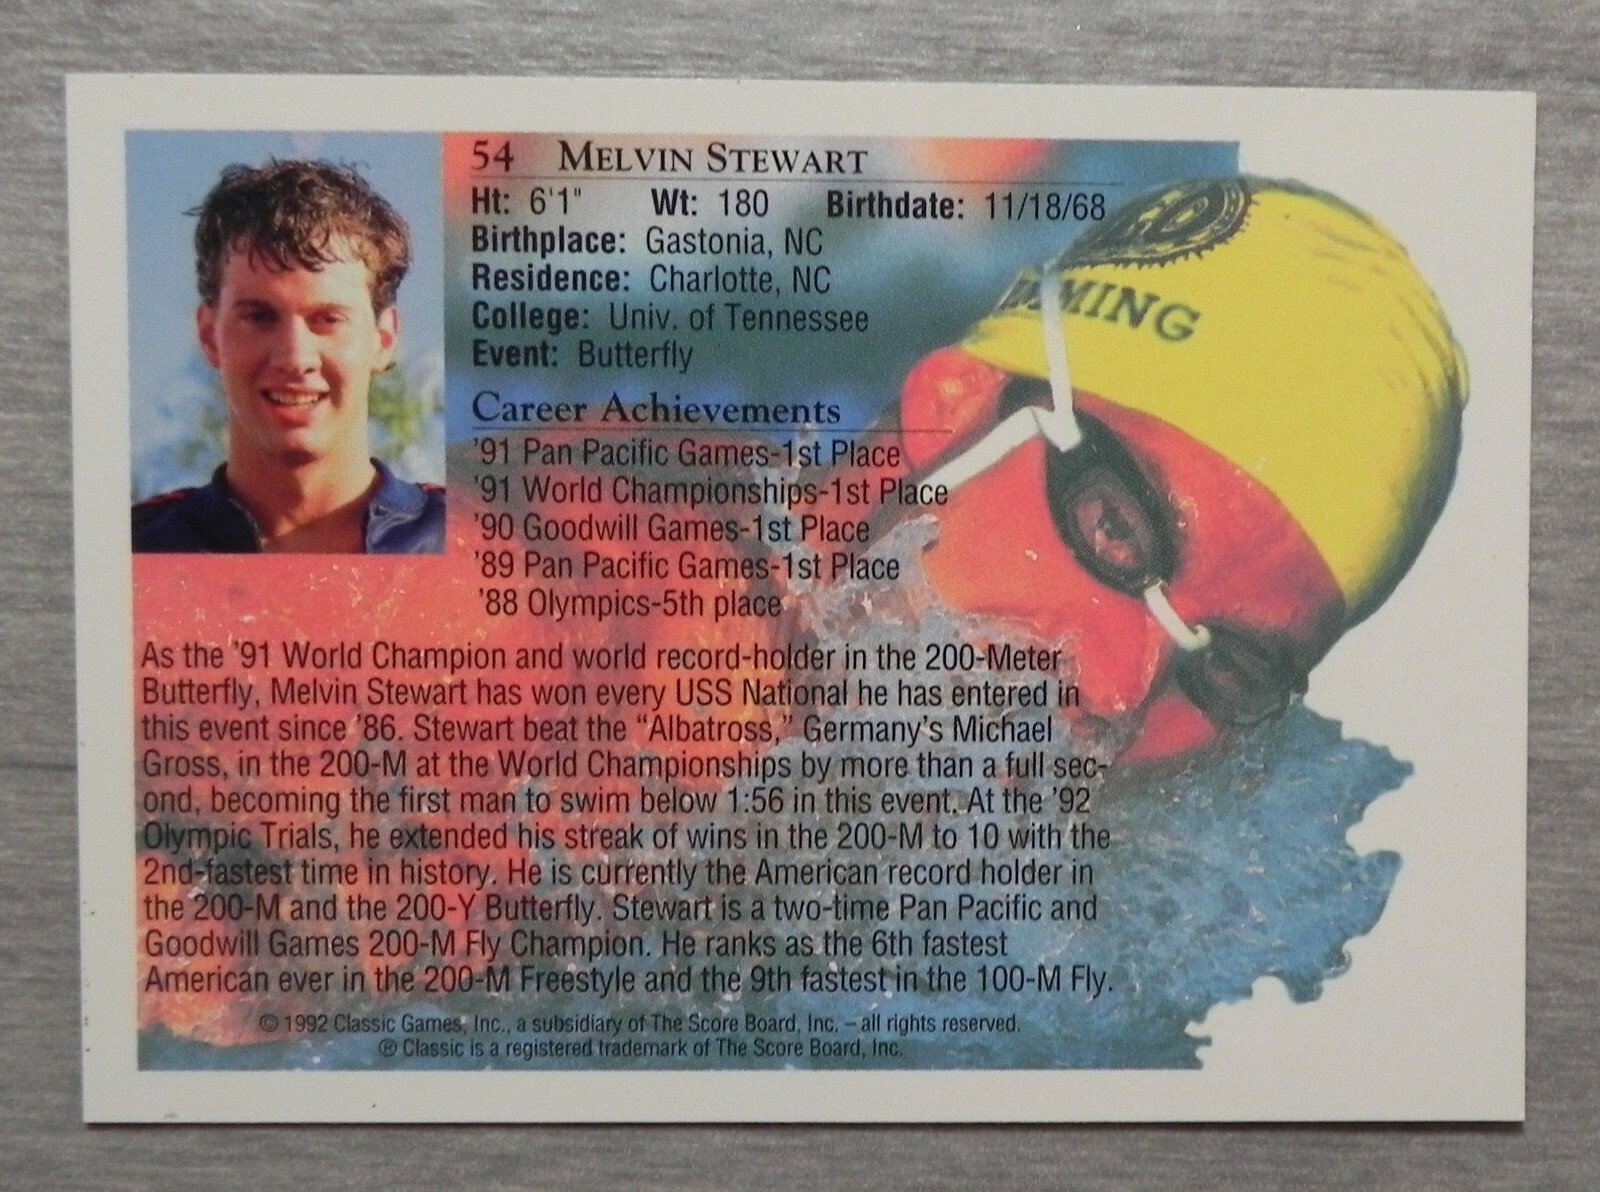 54 MELVIN STEWART
Ht: 6'1" Wt: 180 Birthdate: 11/18/68
Birthplace: Gastonia, NC
Residence: Charlotte, NC
College: Univ. of Tennessee
Event: Butterfly
Career Achievements
'91 Pan Pacific Games-1st Place
'91 World Championships-1st Place
'90 Goodwill Games-1st Place
'89 Pan Pacific Games-1st Place
'88 Olympics-5th place
As the '91 World Champion and world record-holder in the 200-Meter
Butterfly, Melvin Stewart has won every USS National he has entered in
this event since '86. Stewart beat the “Albatross,” Germany's Michael
Gross, in the 200-M at the World Championships by more than a full sec-
ond, becoming the first man to swim below 1:56 in this event. At the '92
Olympic Trials, he extended his streak of wins in the 200-M to 10 with the
2nd-fastest time in history. He is currently the American record holder in
the 200-M and the 200-Y Butterfly. Stewart is a two-time Pan Pacific and
Goodwill Games 200-M Fly Champion. He ranks as the 6th fastest
American ever in the 200-M Freestyle and the 9th fastest in the 100-M Fly.
© 1992 Classic Games, Inc., a subsidiary of The Score Board, Inc. – all rights reserved.
® Classic is a registered trademark of The Score Board, Inc.